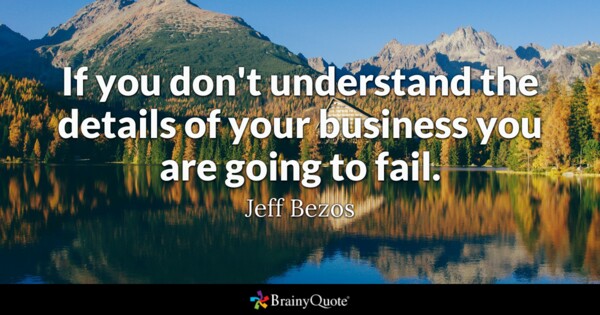 If you don't understand the
details of your business you
are going to fail.
Jeff Bezos
BrainyQuote®